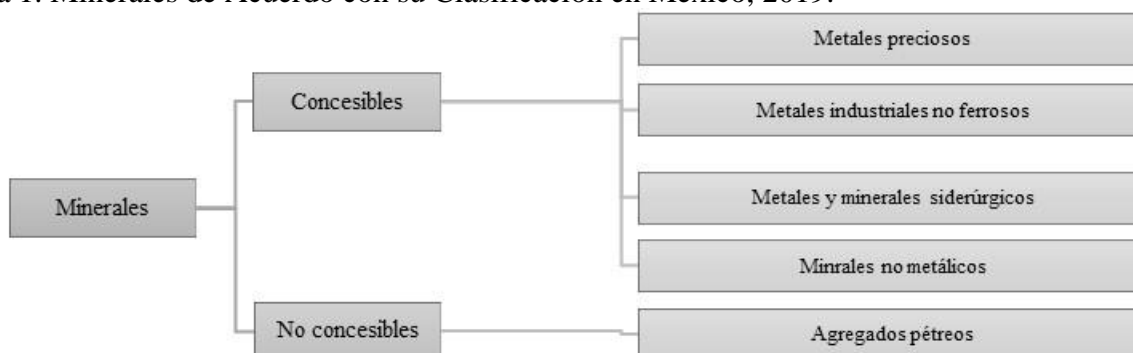 a 1. Minerales de Acuerdo con su Clasificación en México, 2019.
Metales preciosos
Concesibles
Metales industriales no ferrosos
Minerales
Metales y minerales siderúrgicos
Minrales no metálicos
No concesibles
Agregados pétreos